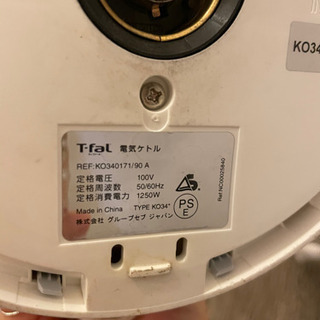 T-fal 電気ケトル
REF:KO340171/90 A
定格電圧 100V
定格周波数 50/60Hz
定格消費電力 1250W
Made in China TYPE KO34*
株式会社 グループセブ ジャパン
PS
E
Ref:NC00025640
KO34